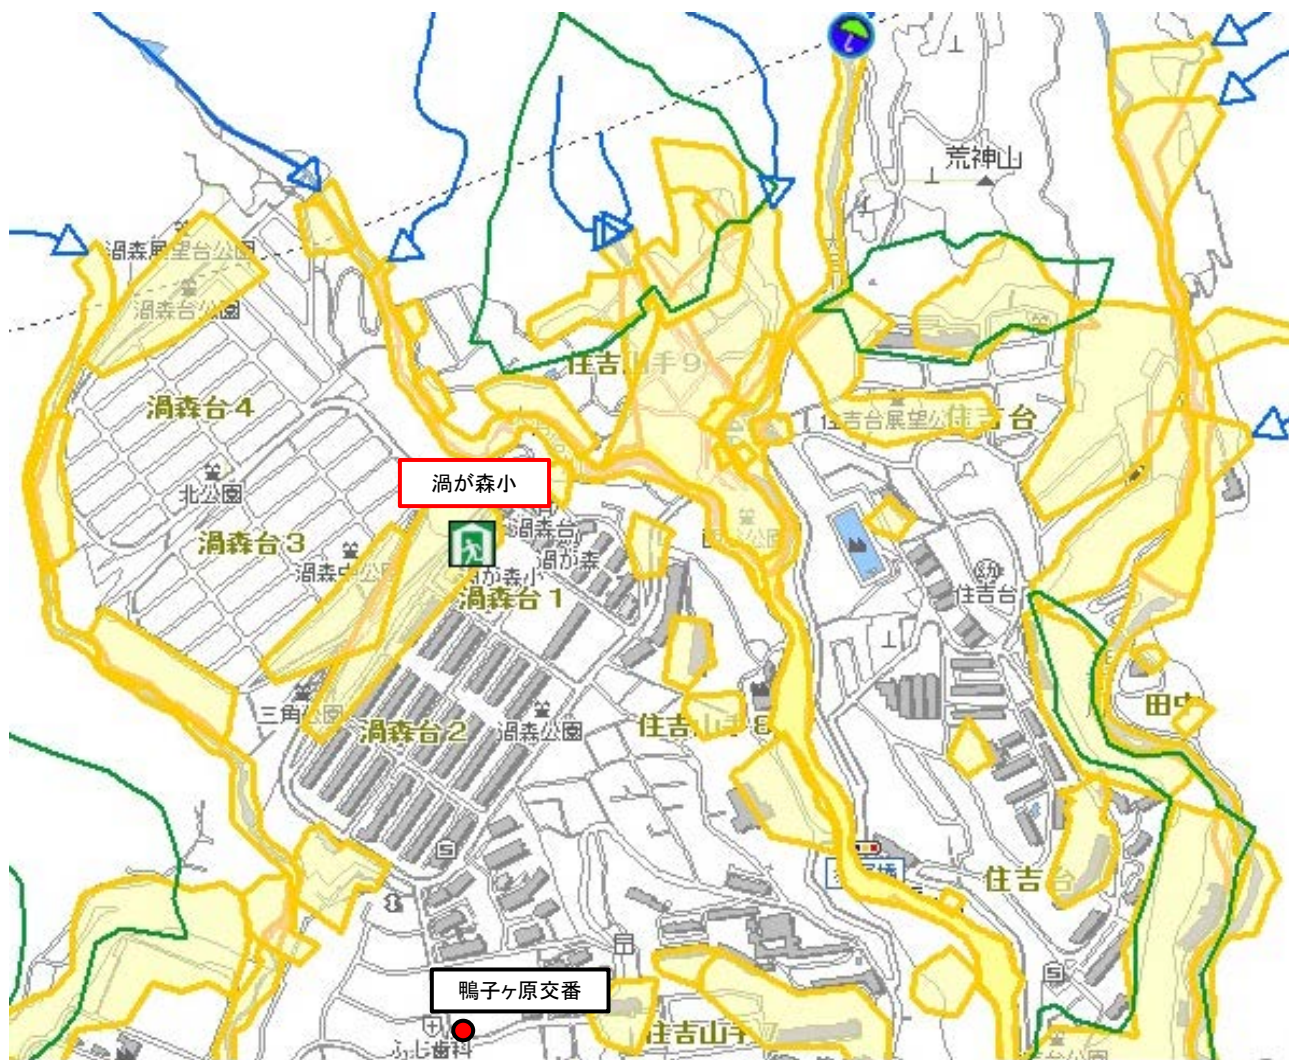 荒神山
渦森展望台公園
渦森台公園
住吉山手9
渦森台4
住吉台展望公
住吉台
渦が森小
北公園
渦森台3
渦森台
渦が森
渦森中公園
渦が森小
渦森台1
住吉台
三角公園
渦森台2
渦森公園
住吉山手8
田中
住吉台
鴨子ヶ原交番
住吉山手7
ふじ歯科